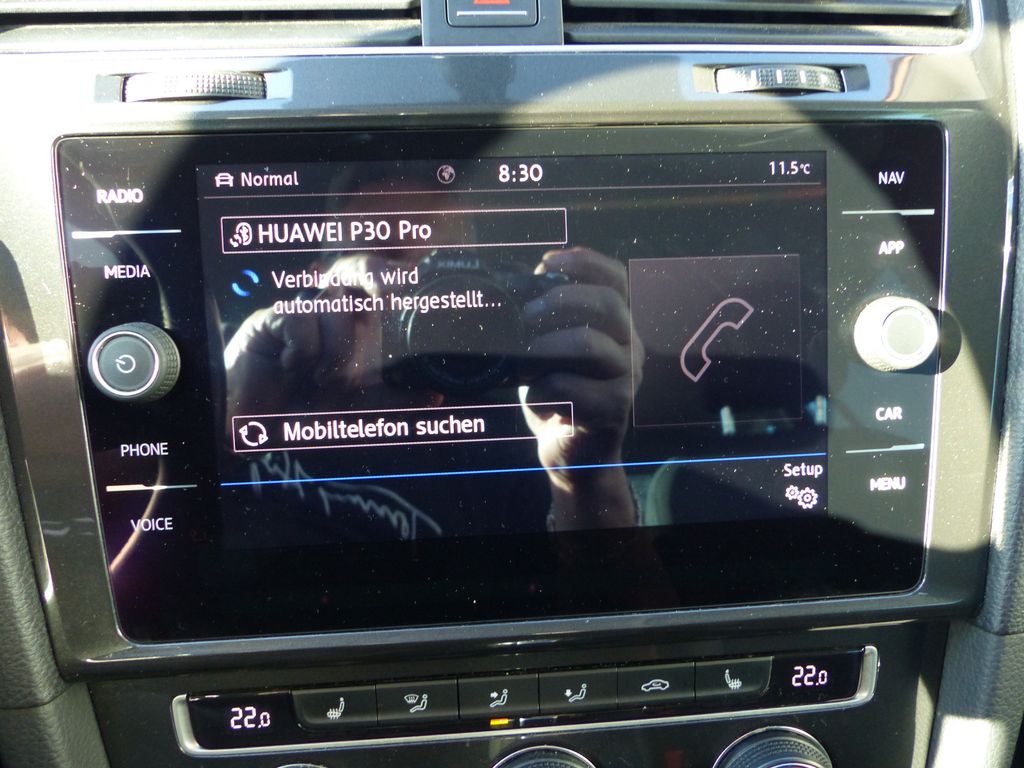 Normal
8:30
11.5°C
RADIO
MEDIA
PHONE
VOICE
HUAWEI P30 Pro
Verbindung wird
automatisch hergestellt...
Mobiltelefon suchen
Setup
NAV
APP
CAR
MENU
LUMIX
22.0
22.0